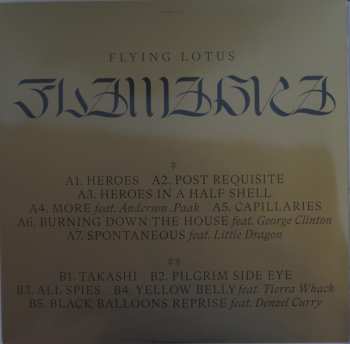 FLYING LOTUS
FLAMAGRA
#
A1. HEROES A2. POST REQUISITE
A3. HEROES IN A HALF SHELL
A4. MORE feat. Anderson .Paak A5. CAPILLARIES
A6. BURNING DOWN THE HOUSE feat. George Clinton
A7. SPONTANEOUS feat. Little Dragon
##
B1. TAKASHI B2. PILGRIM SIDE EYE
B3. ALL SPIES B4. YELLOW BELLY feat. Tierra Whack
B5. BLACK BALLOONS REPRISE feat. Denzel Curry